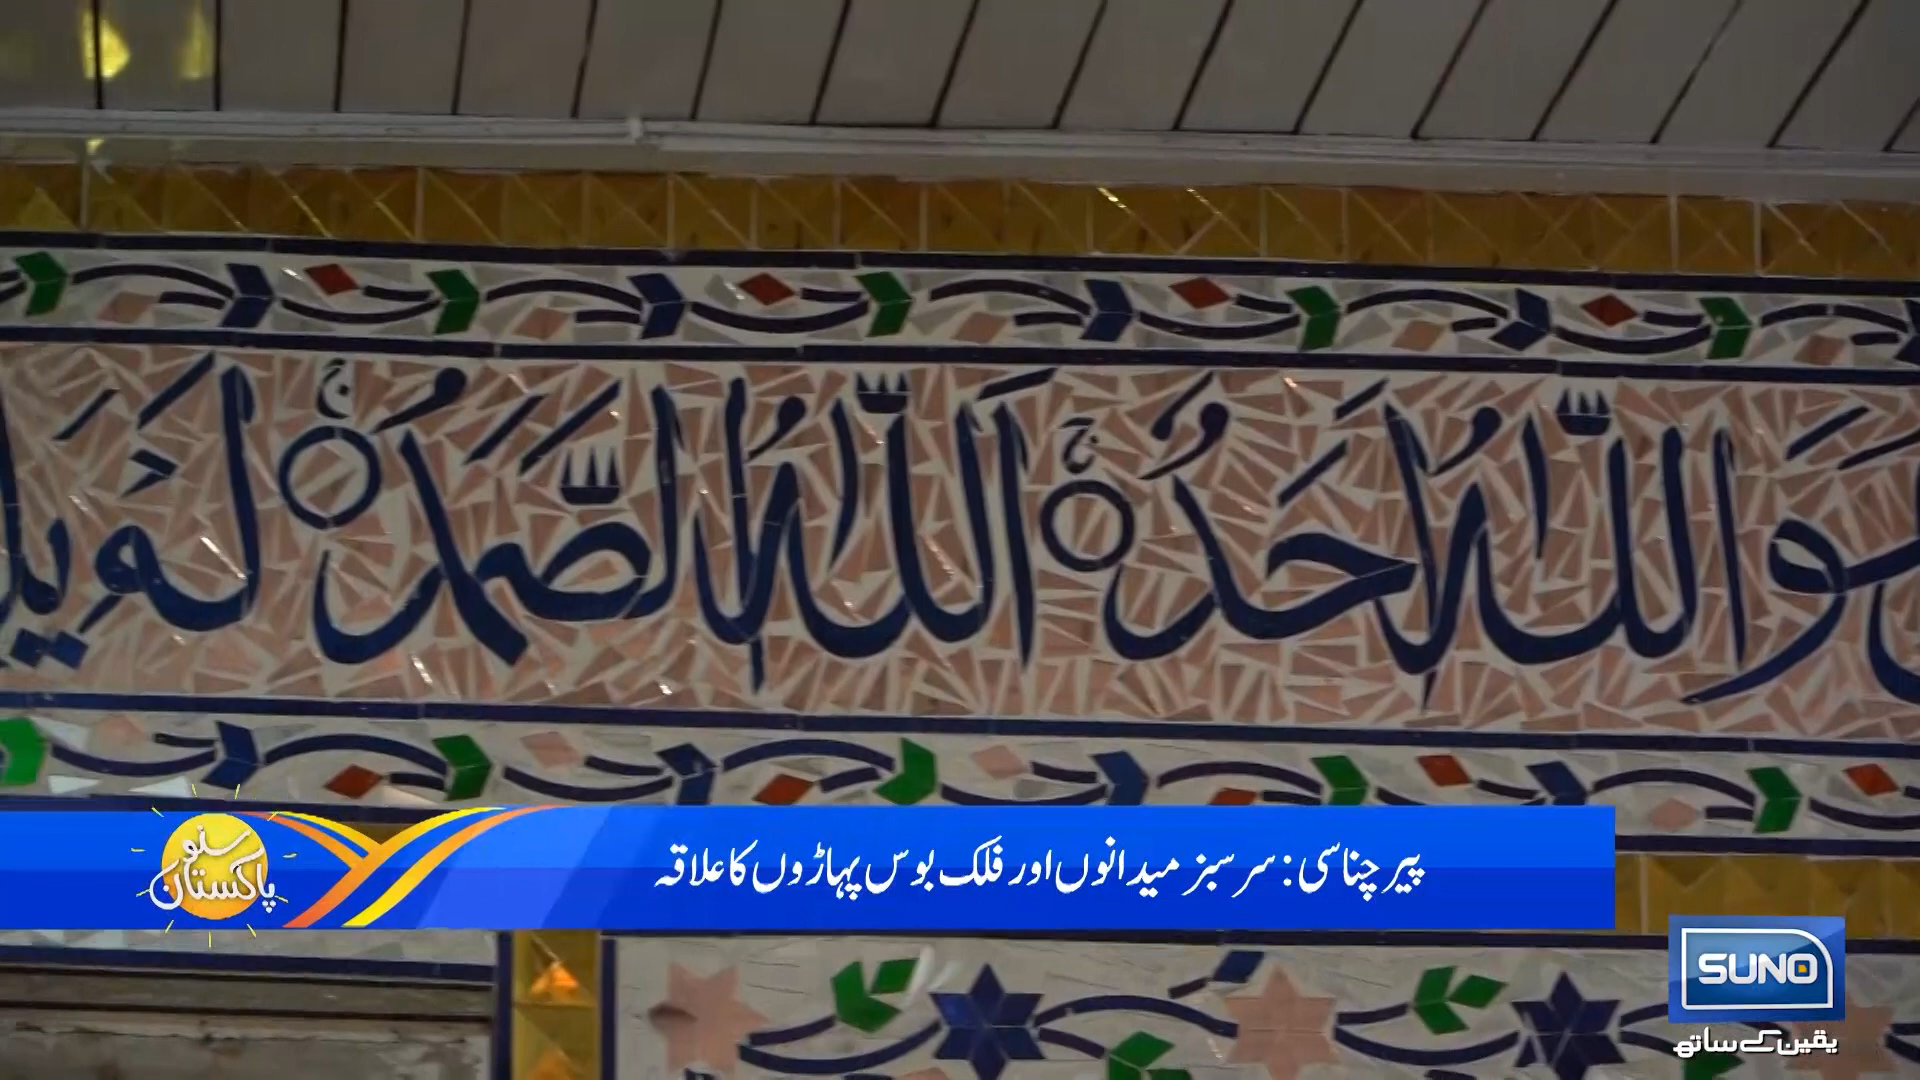 هُوَ اللّٰهُ اَحَدٌ ۚ اَللّٰهُ الصَّمَدُ ۚ لَمْ یَلِ
پیر چناسی: سرسبز میدانوں اور فلک بوس پہاڑوں کا علاقہ
سنو
پاکستان
SUNO
یقین کے ساتھ